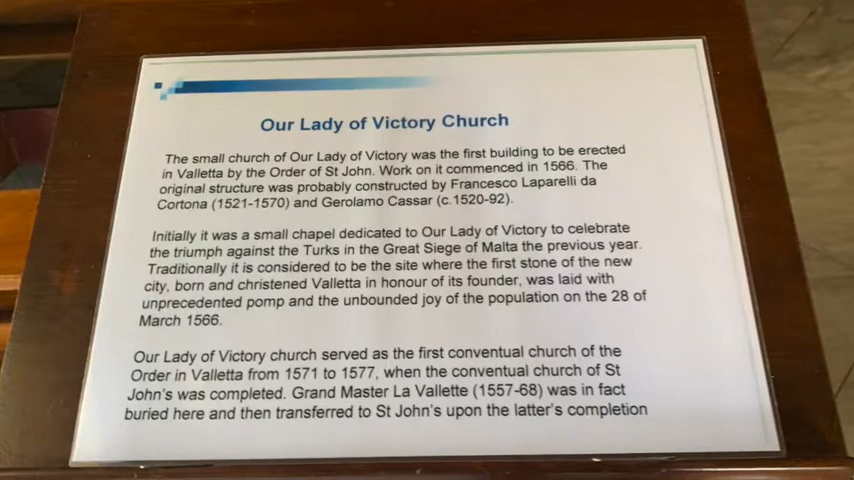 Our Lady of Victory Church
The small church of Our Lady of Victory was the first building to be erected
in Valletta by the Order of St John. Work on it commenced in 1566. The
original structure was probably constructed by Francesco Laparelli da
Cortona (1521-1570) and Gerolamo Cassar (c.1520-92).
Initially it was a small chapel dedicated to Our Lady of Victory to celebrate
the triumph against the Turks in the Great Siege of Malta the previous year.
Traditionally it is considered to be the site where the first stone of the new
city, born and christened Valletta in honour of its founder, was laid with
unprecedented pomp and the unbounded joy of the population on the 28 of
March 1566.
Our Lady of Victory church served as the first conventual church of the
Order in Valletta from 1571 to 1577, when the conventual church of St
John's was completed. Grand Master La Vallette (1557-68) was in fact
buried here and then transferred to St John's upon the latter's completion